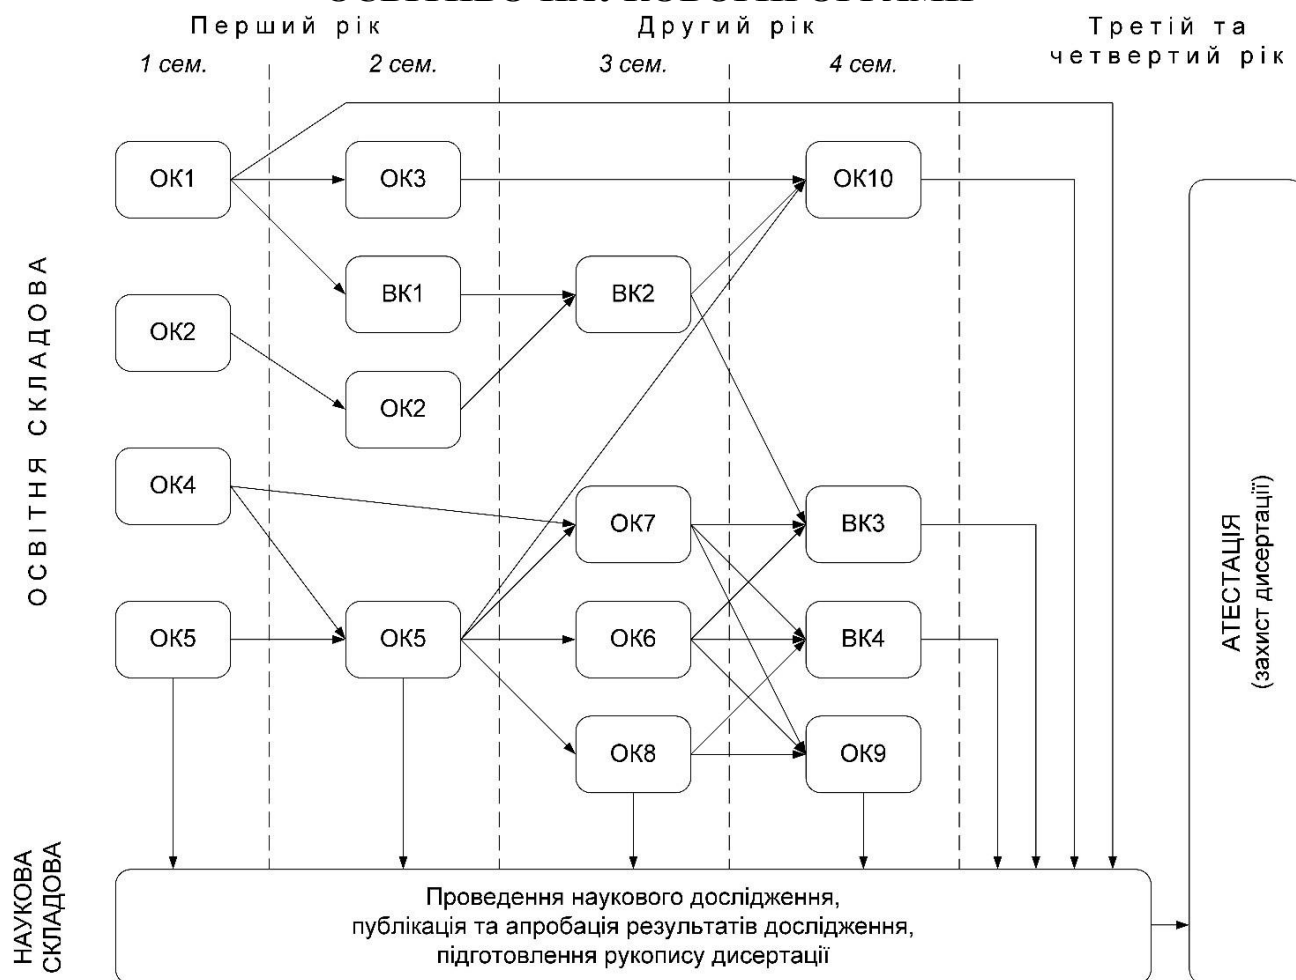 Перший рік
Другий рік
Третій та
четвертий рік
1 сем.
2 сем.
3 сем.
4 сем.
ОСВІТНЯ СКЛАДОВА
ОК1
ОК3
ОК10
ВК1
ВК2
ОК2
ОК2
ОК4
ОК7
ВК3
ОК5
ОК5
ОК6
ВК4
ОК8
ОК9
АТЕСТАЦІЯ
(захист дисертації)
НАУКОВА
СКЛАДОВА
Проведення наукового дослідження,
публікація та апробація результатів дослідження,
підготовлення рукопису дисертації